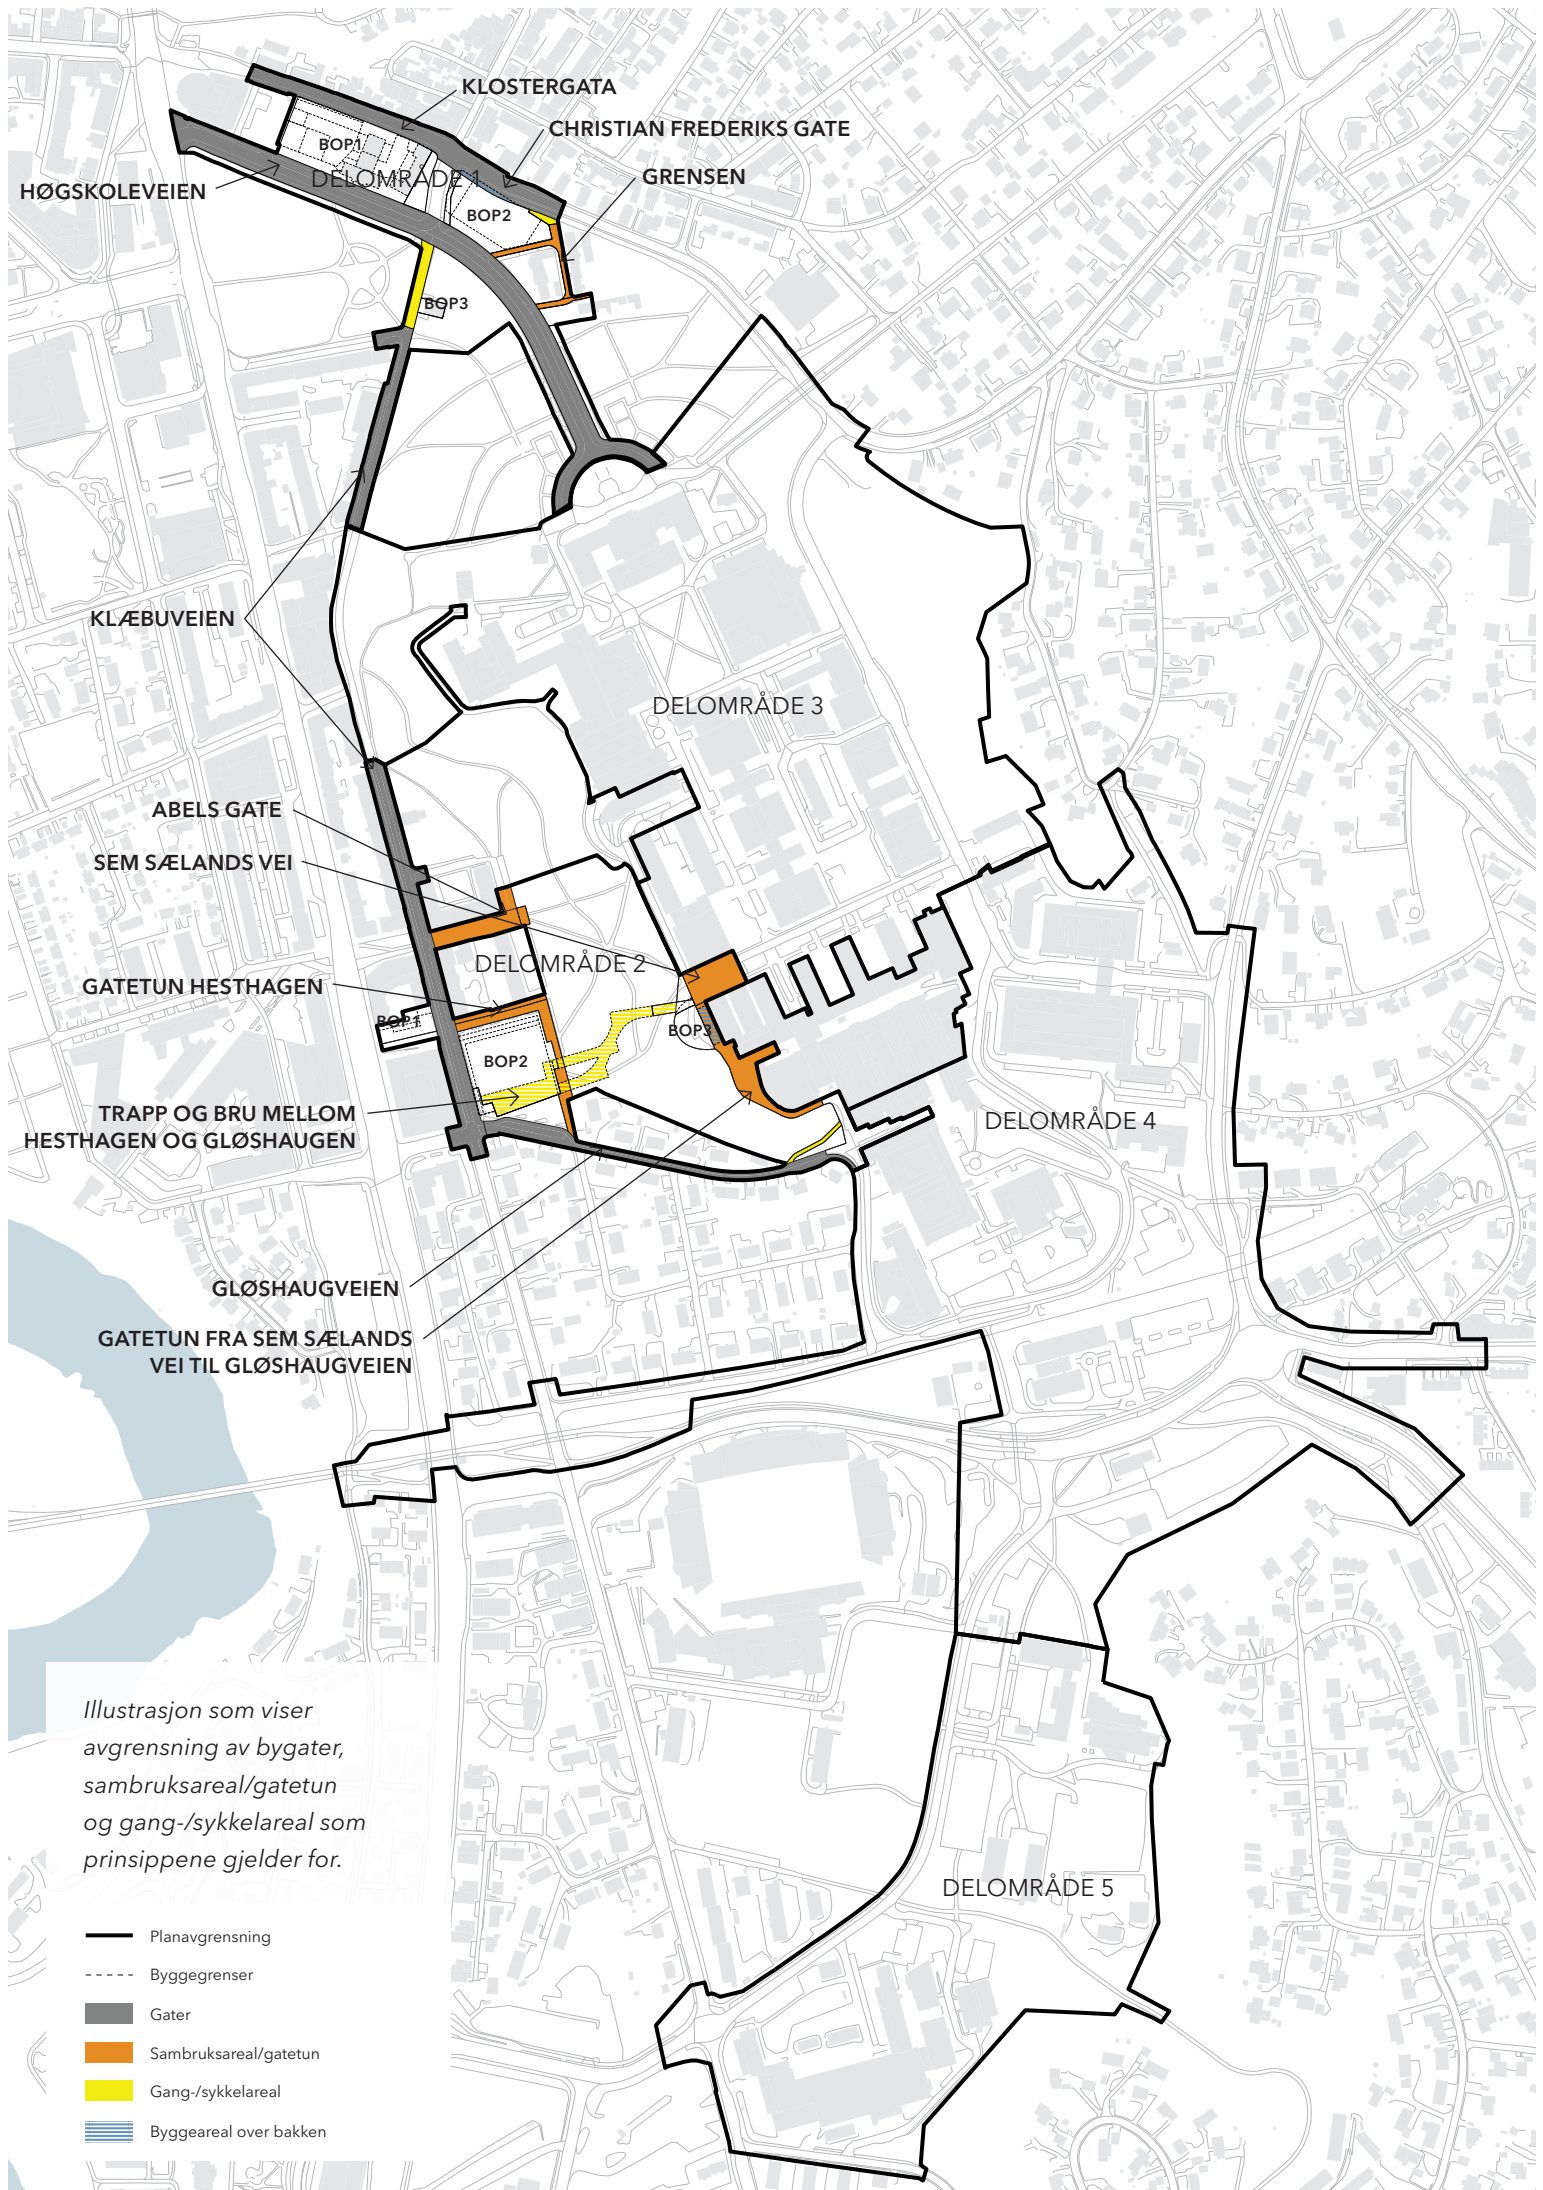 KLOSTERGATA
CHRISTIAN FREDERIKS GATE
BOP1
DELOMRÅDE 1
GRENSEN
HØGSKOLEVEIEN
BOP2
BOP3
KLÆBUVEIEN
DELOMRÅDE 3
ABELS GATE
SEM SÆLANDS VEI
DELOMRÅDE 2
GATETUN HESTHAGEN
BOP1
BOP3
BOP2
TRAPP OG BRU MELLOM
HESTHAGEN OG GLØSHAUGEN
DELOMRÅDE 4
GLØSHAUGVEIEN
GATETUN FRA SEM SÆLANDS
VEI TIL GLØSHAUGVEIEN
Illustrasjon som viser
avgrensning av bygater,
sambruksareal/gatetun
og gang-/sykkelareal som
prinsippene gjelder for.
DELOMRÅDE 5
Planavgrensning
Byggegrenser
Gater
Sambruksareal/gatetun
Gang-/sykkelareal
Byggeareal over bakken